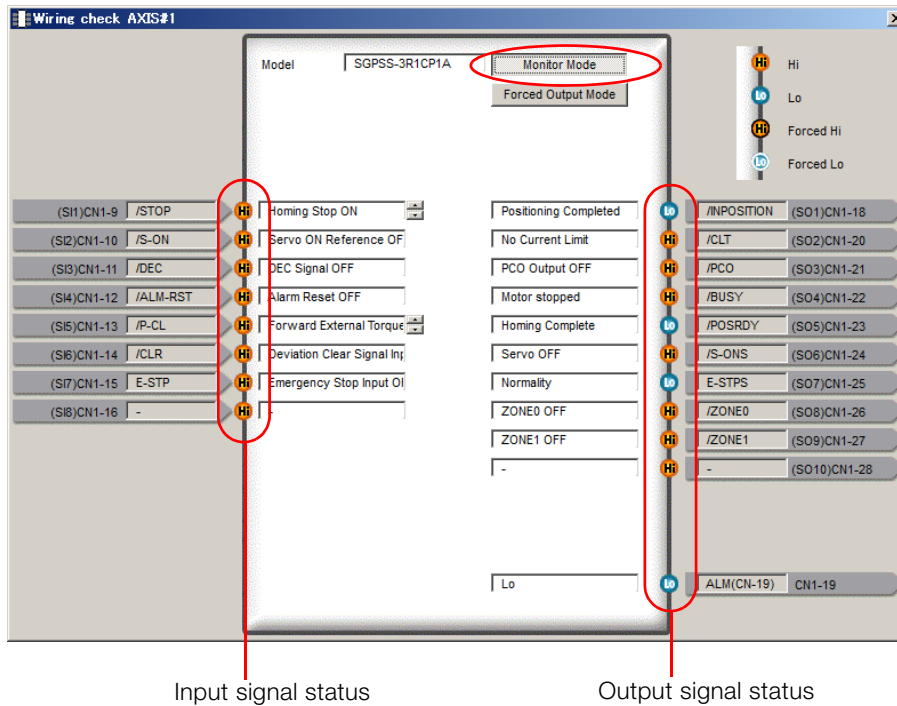 Wiring check AXIS#1
Model SGPSS-3R1CP1A Monitor Mode
Forced Output Mode
Hi Hi
Lo Lo
Hi Forced Hi
Lo Forced Lo
(SI1)CN1-9 /STOP Hi Homing Stop ON Positioning Completed Lo /INPOSITION (SO1)CN1-18
(SI2)CN1-10 /S-ON Hi Servo ON Reference OF No Current Limit Hi /CLT (SO2)CN1-20
(SI3)CN1-11 /DEC Hi DEC Signal OFF PCO Output OFF Hi /PCO (SO3)CN1-21
(SI4)CN1-12 /ALM-RST Hi Alarm Reset OFF Motor stopped Hi /BUSY (SO4)CN1-22
(SI5)CN1-13 /P-CL Hi Forward External Torque Homing Complete Lo /POSRDY (SO5)CN1-23
(SI6)CN1-14 /CLR Hi Deviation Clear Signal In Servo OFF Hi /S-ONS (SO6)CN1-24
(SI7)CN1-15 E-STP Hi Emergency Stop Input O Normality Lo E-STPS (SO7)CN1-25
(SI8)CN1-16 - Hi - ZONE0 OFF Hi /ZONE0 (SO8)CN1-26
ZONE1 OFF Hi /ZONE1 (SO9)CN1-27
- Hi - (SO10)CN1-28
Lo Lo ALM(CN-19) CN1-19
Input signal status
Output signal status